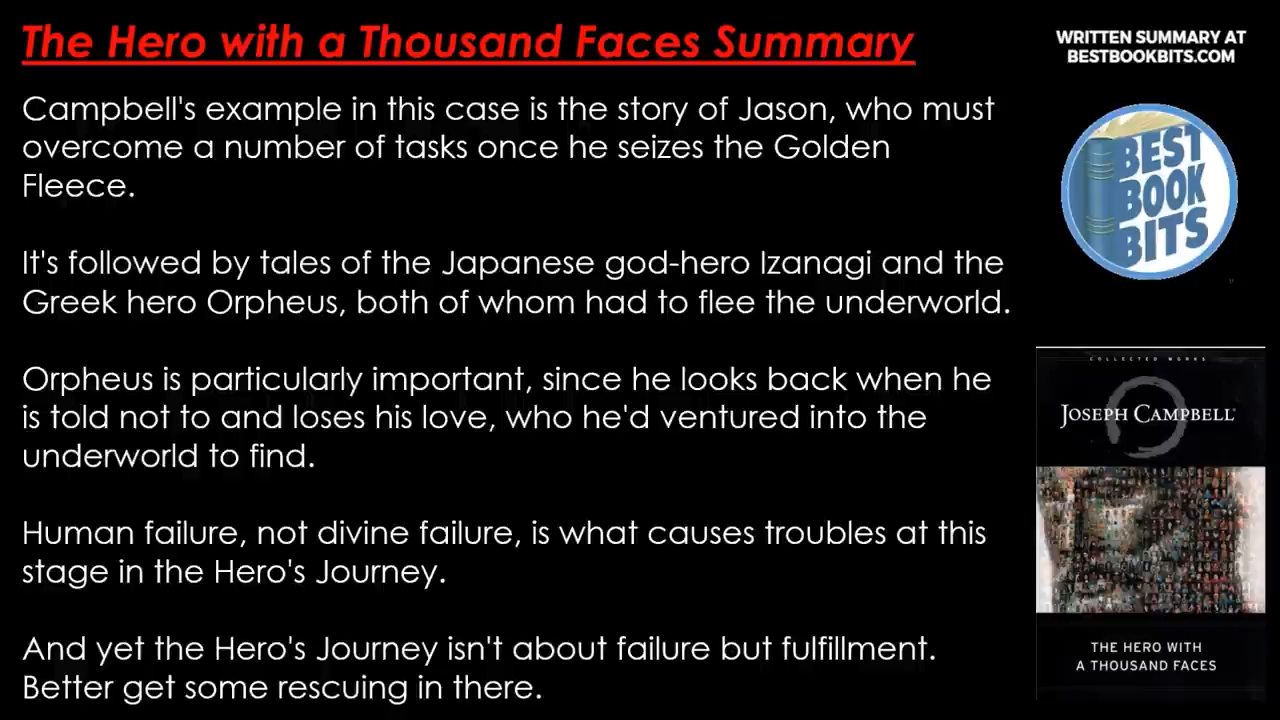 The Hero with a Thousand Faces Summary
WRITTEN SUMMARY AT
BESTBOOKBITS.COM
Campbell's example in this case is the story of Jason, who must
overcome a number of tasks once he seizes the Golden
Fleece.
It's followed by tales of the Japanese god-hero Izanagi and the
Greek hero Orpheus, both of whom had to flee the underworld.
Orpheus is particularly important, since he looks back when he
is told not to and loses his love, who he'd ventured into the
underworld to find.
Human failure, not divine failure, is what causes troubles at this
stage in the Hero's Journey.
And yet the Hero's Journey isn't about failure but fulfillment.
Better get some rescuing in there.
BEST
BOOK
BITS
COLLECTED WORKS
JOSEPH CAMPBELL
THE HERO WITH
A THOUSAND FACES